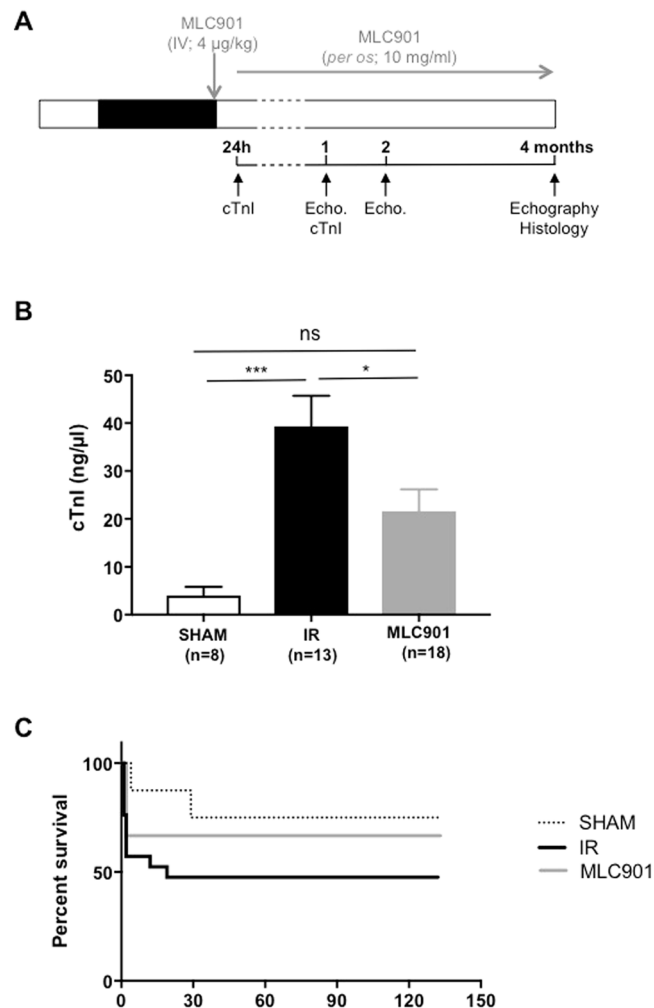 A
MLC901
(IV; 4 µg/kg)
MLC901
(per os; 10 mg/ml)
24h
1
2
4 months
cTnI
Echo.
cTnI
Echo.
Echography
Histology
B
ns
***
*
50
40
30
20
10
0
cTnI (ng/µl)
SHAM
(n=8)
IR
(n=13)
MLC901
(n=18)
C
100
50
0
Percent survival
0 30 60 90 120 150
SHAM
IR
MLC901